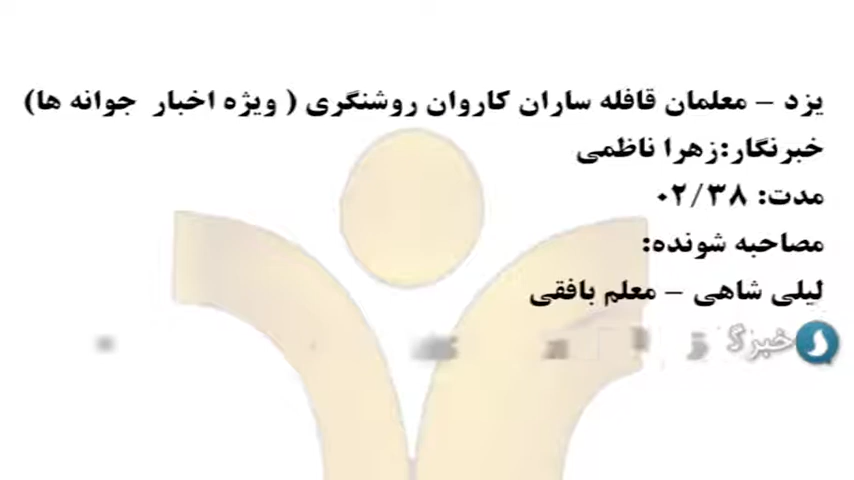 یزد – معلمان قافله ساران کاروان روشنگری ( ویژه اخبار جوانه ها)
خبرنگار:زهرا ناظمی
مدت: ۰۲/۳۸
مصاحبه شونده:
لیلی شاهی – معلم بافقی